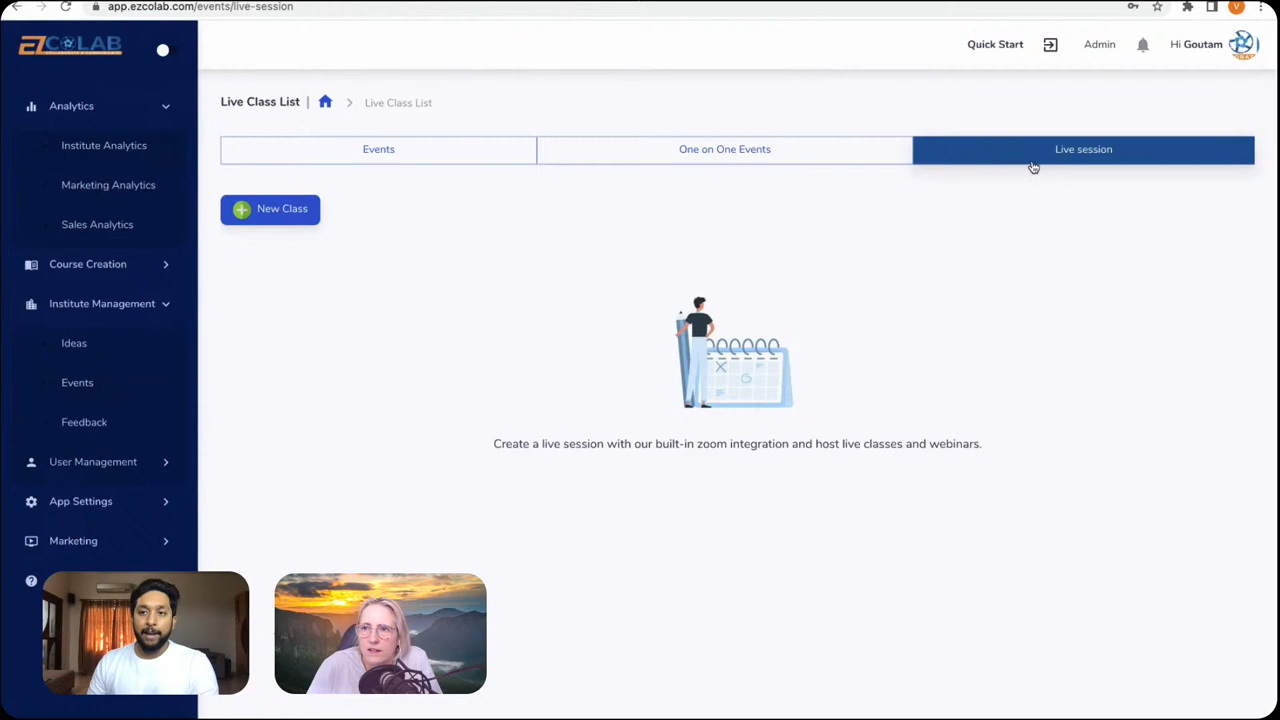 app.ezcolab.com/events/live-session
V
EZCOLAB
Quick Start
Admin
Hi Goutam
Analytics
Institute Analytics
Marketing Analytics
Sales Analytics
Course Creation
Institute Management
Ideas
Events
Feedback
User Management
App Settings
Marketing
Live Class List | > Live Class List
Events
One on One Events
Live session
New Class
Create a live session with our built-in zoom integration and host live classes and webinars.